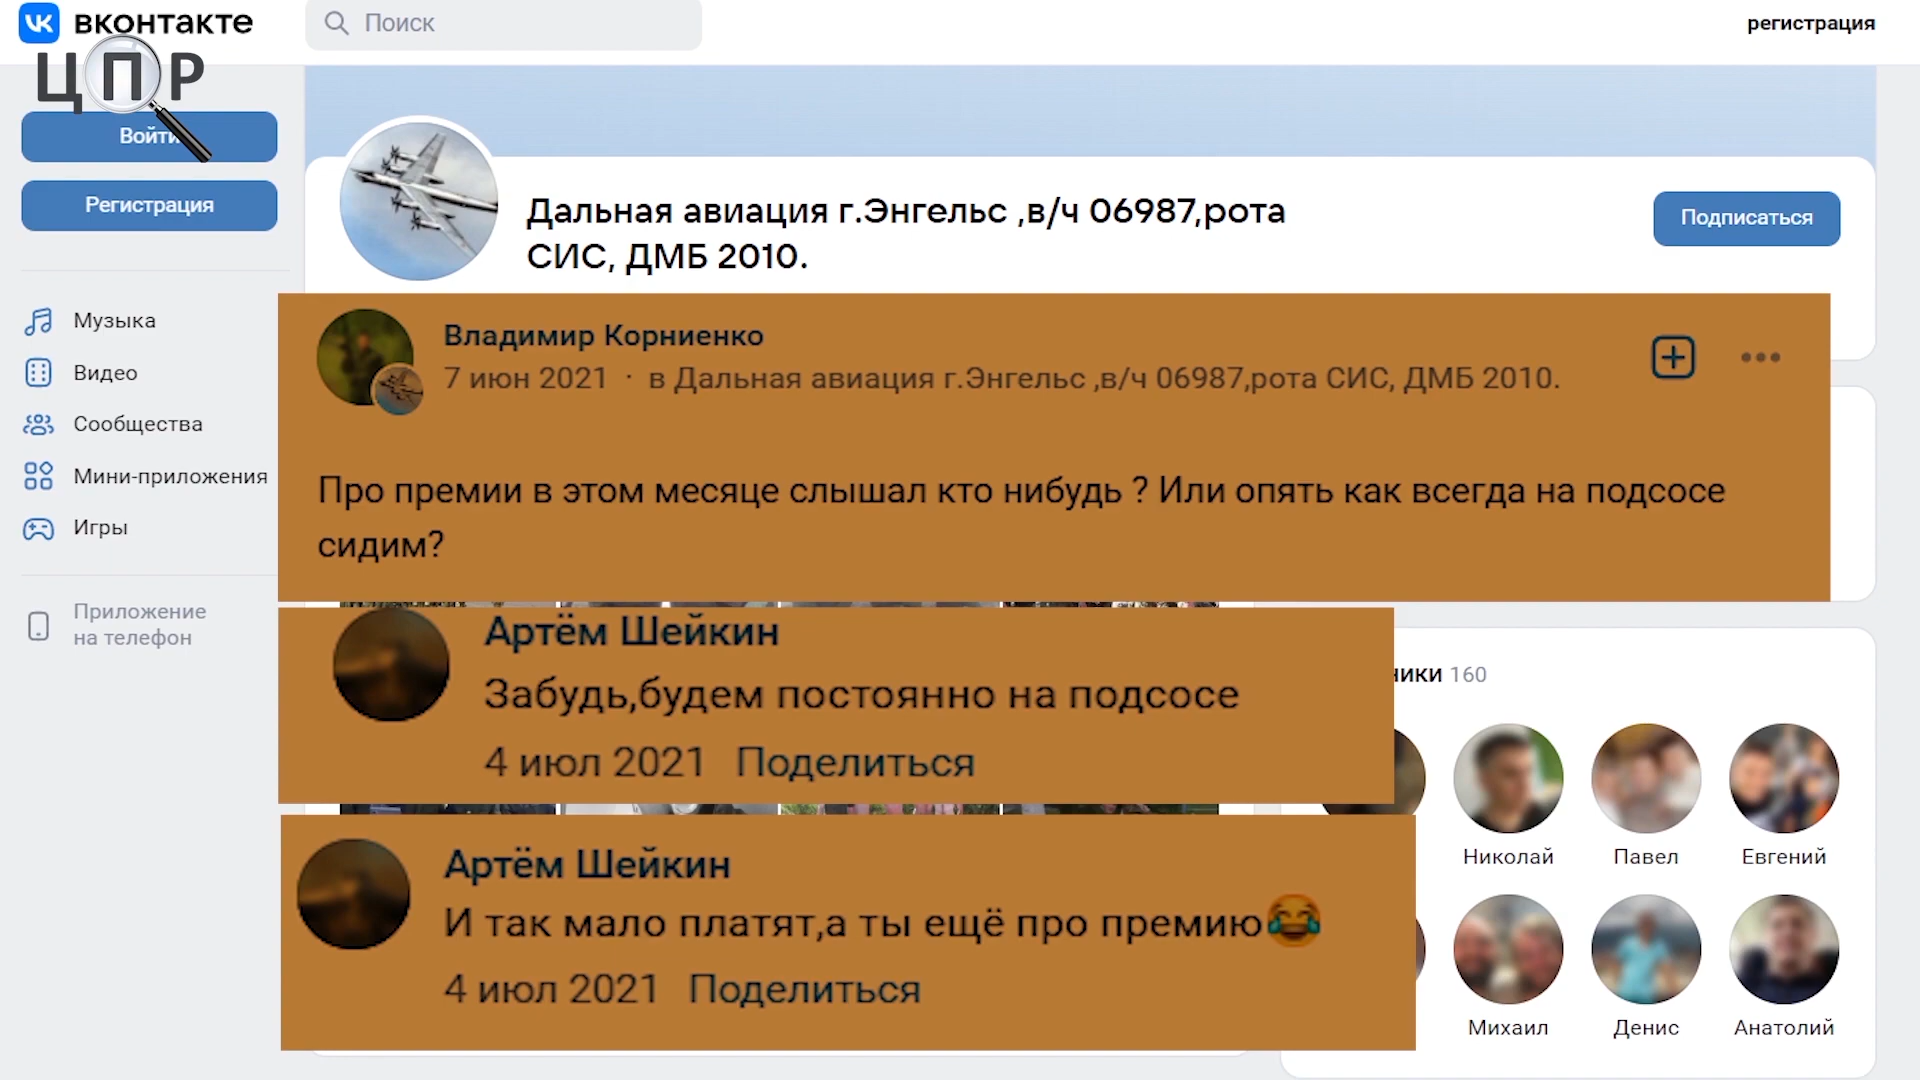 вконтакте
Поиск
регистрация
ЦПР
Войти
Регистрация
Музыка
Видео
Сообщества
Мини-приложения
Игры
Приложение
на телефон
Дальная авиация г.Энгельс ,в/ч 06987,рота
СИС, ДМБ 2010.
Подписаться
Владимир Корниенко
7 июн 2021 · в Дальная авиация г.Энгельс ,в/ч 06987,рота СИС, ДМБ 2010.
Про премии в этом месяце слышал кто нибудь ? Или опять как всегда на подсосе
сидим?
Артём Шейкин
Забудь,будем постоянно на подсосе
4 июл 2021 Поделиться
Артём Шейкин
И так мало платят,а ты ещё про премию😂
4 июл 2021 Поделиться
ники 160
Николай Павел Евгений
Михаил Денис Анатолий